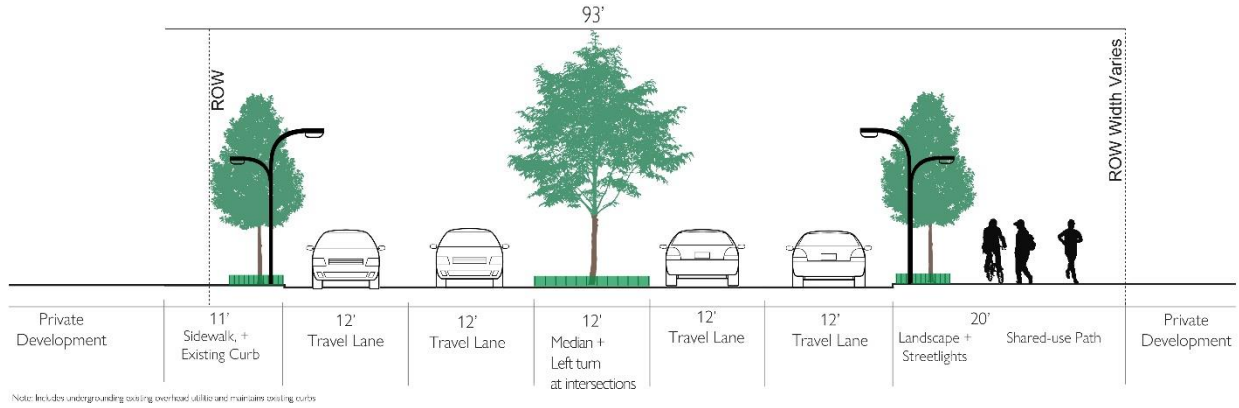 93'
ROW
ROW Width Varies
Private
Development
11'
Sidewalk, +
Existing Curb
12'
Travel Lane
12'
Travel Lane
12'
Median +
Left turn
at intersections
12'
Travel Lane
12'
Travel Lane
20'
Landscape +
Streetlights
Shared-use Path
Private
Development
Note: Includes undergrounding existing overhead utilitie and maintains existing curbs